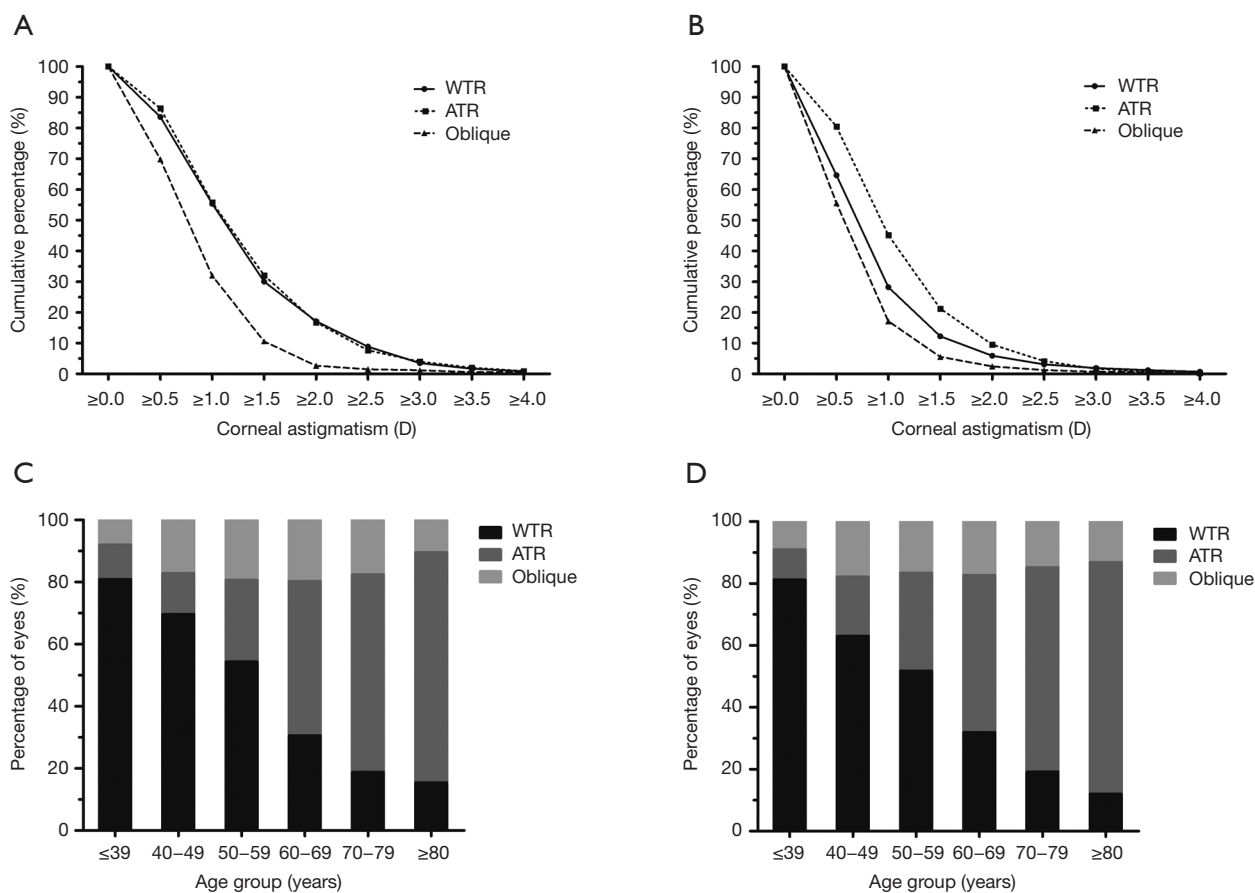 A
Cumulative percentage (%)
100
90
80
70
60
50
40
30
20
10
0
WTR
ATR
Oblique
≥0.0 ≥0.5 ≥1.0 ≥1.5 ≥2.0 ≥2.5 ≥3.0 ≥3.5 ≥4.0
Corneal astigmatism (D)
B
Cumulative percentage (%)
100
90
80
70
60
50
40
30
20
10
0
WTR
ATR
Oblique
≥0.0 ≥0.5 ≥1.0 ≥1.5 ≥2.0 ≥2.5 ≥3.0 ≥3.5 ≥4.0
Corneal astigmatism (D)
C
Percentage of eyes (%)
100
80
60
40
20
0
WTR
ATR
Oblique
≤39 40–49 50–59 60–69 70–79 ≥80
Age group (years)
D
Percentage of eyes (%)
100
80
60
40
20
0
WTR
ATR
Oblique
≤39 40–49 50–59 60–69 70–79 ≥80
Age group (years)